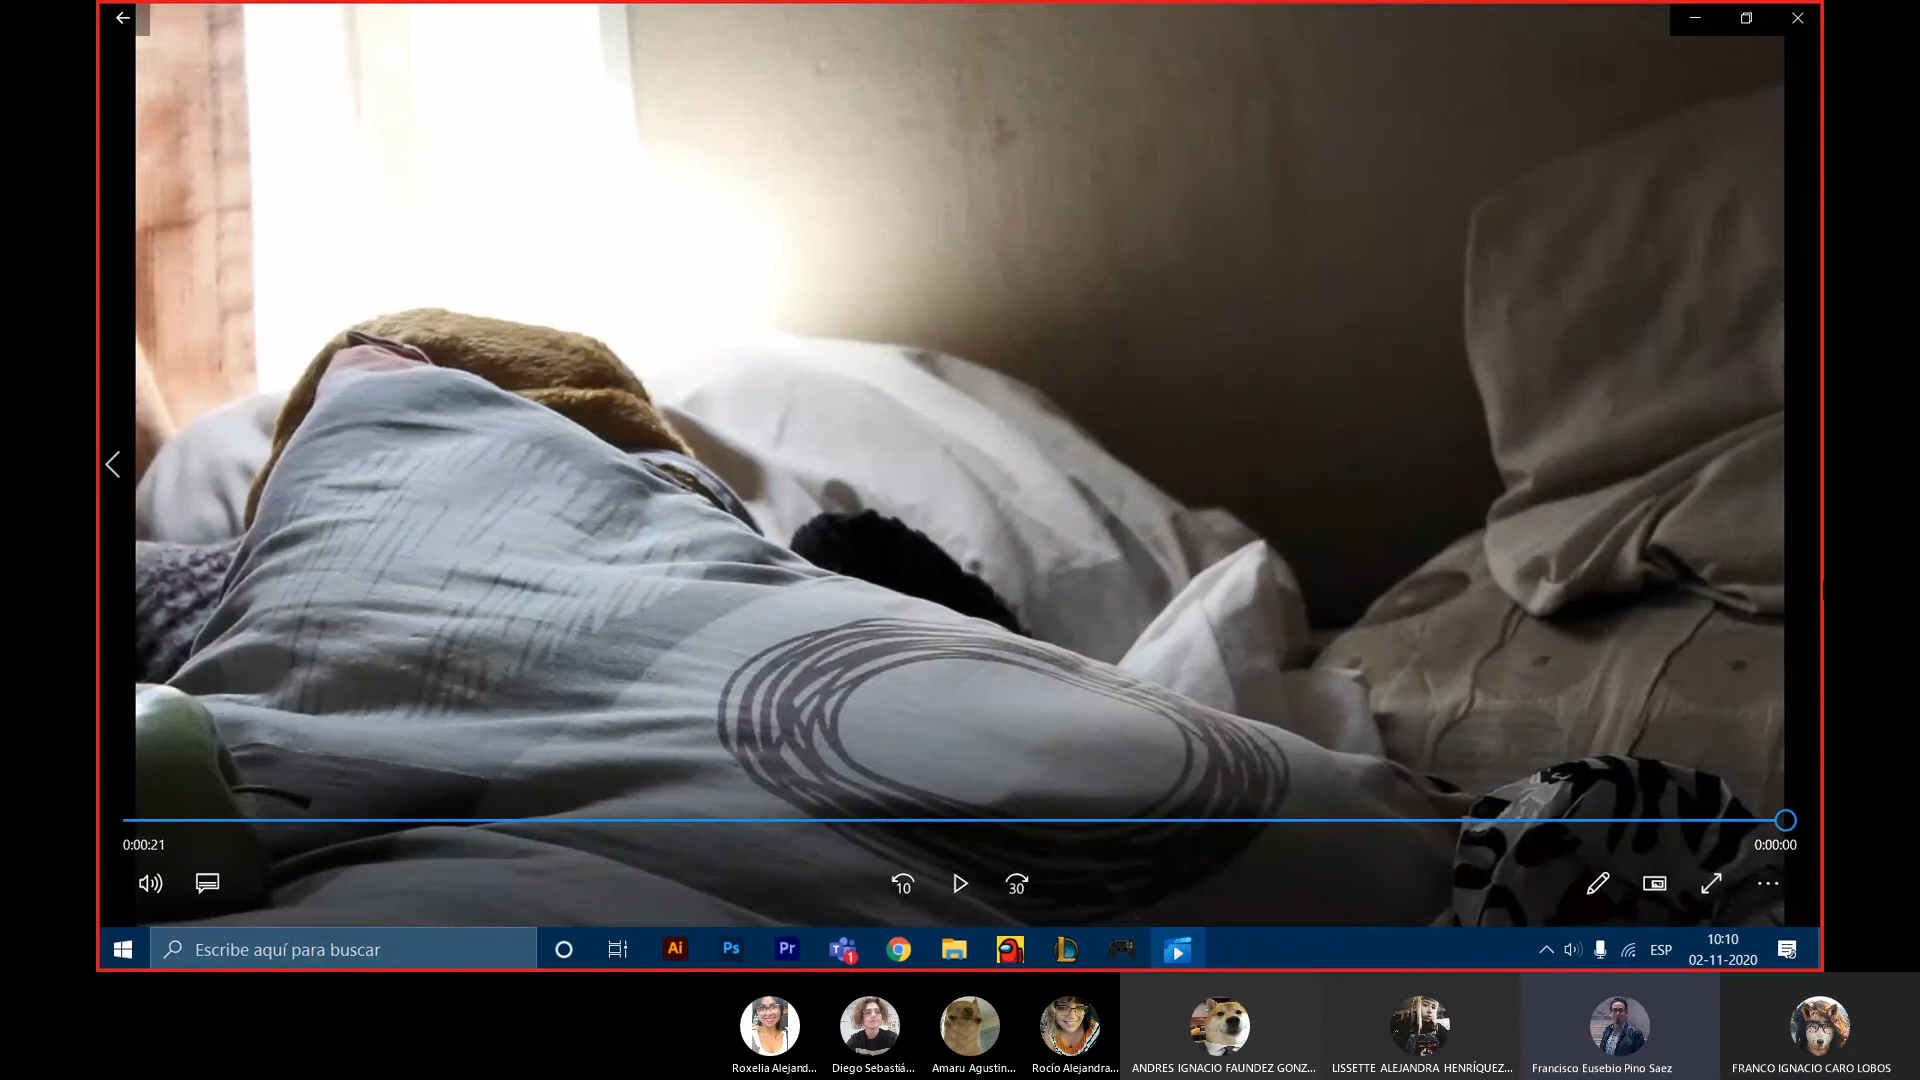 0:00:21
0:00:00
10
30
Escribe aquí para buscar
Ai
Ps
Pr
1
ESP
10:10
02-11-2020
Roxelia Alejand...
Diego Sebastiá...
Amaru Agustin...
Rocío Alejandra...
ANDRES IGNACIO FAUNDEZ GONZ...
LISSETTE ALEJANDRA HENRÍQUEZ...
Francisco Eusebio Pino Saez
FRANCO IGNACIO CARO LOBOS